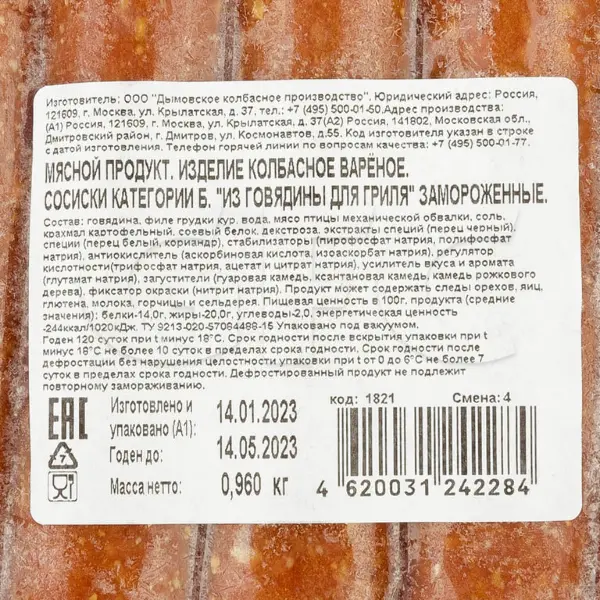 Изготовитель: ООО "Дымовское колбасное производство". Юридический адрес: Россия,
121609, г. Москва, ул. Крылатская, д. 37, тел.: +7 (495) 500-01-50.Адрес производства:
(А1) Россия, 121609, г. Москва, ул. Крылатская, д. 37(А2) Россия, 141802, Московская обл.,
Дмитровский район, г. Дмитров, ул. Космонавтов, д.55. Код изготовителя указан в строке
с датой изготовления. Телефон горячей линии по вопросам качества: +7 (495) 500-01-77.
МЯСНОЙ ПРОДУКТ. ИЗДЕЛИЕ КОЛБАСНОЕ ВАРЁНОЕ.
СОСИСКИ КАТЕГОРИИ Б. "ИЗ ГОВЯДИНЫ ДЛЯ ГРИЛЯ" ЗАМОРОЖЕННЫЕ.
Состав: говядина, филе грудки кур. вода, мясо птицы механической обвалки, соль,
крахмал картофельный, соевый белок, декстроза, экстракты специй (перец черный),
специи (перец белый, кориандр), стабилизаторы (пирофосфат натрия, полифосфат
натрия), антиокислитель (аскорбиновая кислота, изоаскорбат натрия), регулятор
кислотности(трифосфат натрия, ацетат и цитрат натрия), усилитель вкуса и аромата
(глутамат натрия), загустители (гуаровая камедь, ксантановая камедь, камедь рожкового
дерева), фиксатор окраски (нитрит натрия). Продукт может содержать следы орехов, яиц,
глютена, молока, горчицы и сельдерея. Пищевая ценность в 100г. продукта (средние
значения): белки-14,0г, жиры-20,0г, углеводы-2,0, энергетическая ценность
-244ккал/1020кДж. ТУ 9213-020-57064488-15 Упаковано под вакуумом.
Годен 120 суток при t минус 18°С. Срок годности после вскрытия упаковки при t
минус 18°С не более 10 суток в пределах срока годности. Срок годности после
дефростации без нарушения целостности упаковки при t от 0 до 6°С не более 7
суток в пределах срока годности. Дефростированный продукт не подлежит
повторному замораживанию.
EAC
7
Изготовлено и
упаковано (А1): 14.01.2023
Годен до: 14.05.2023
Масса нетто: 0,960 кг
код: 1821 Смена: 4
4 620031 242284